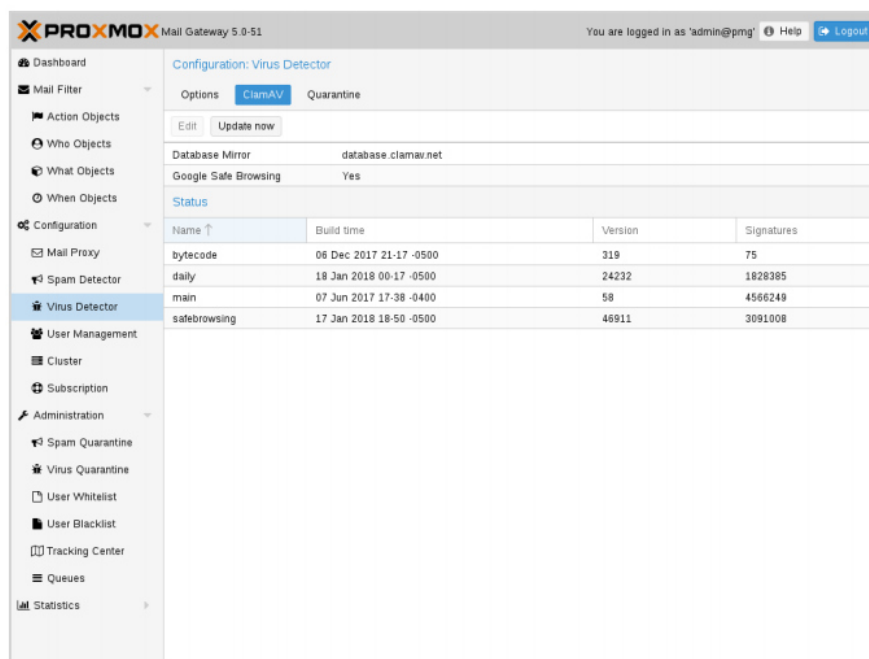 PROXMOX Mail Gateway 5.0-51 You are logged in as 'admin@pmg' Help Logout
Dashboard
Mail Filter
Action Objects
Who Objects
What Objects
When Objects
Configuration
Mail Proxy
Spam Detector
Virus Detector
User Management
Cluster
Subscription
Administration
Spam Quarantine
Virus Quarantine
User Whitelist
User Blacklist
Tracking Center
Queues
Statistics
Configuration: Virus Detector
Options ClamAV Quarantine
Edit Update now
Database Mirror database.clamav.net
Google Safe Browsing Yes
Status
Name Build time Version Signatures
bytecode 06 Dec 2017 21-17 -0500 319 75
daily 18 Jan 2018 00-17 -0500 24232 1828385
main 07 Jun 2017 17-38 -0400 58 4566249
safebrowsing 17 Jan 2018 18-50 -0500 46911 3091008